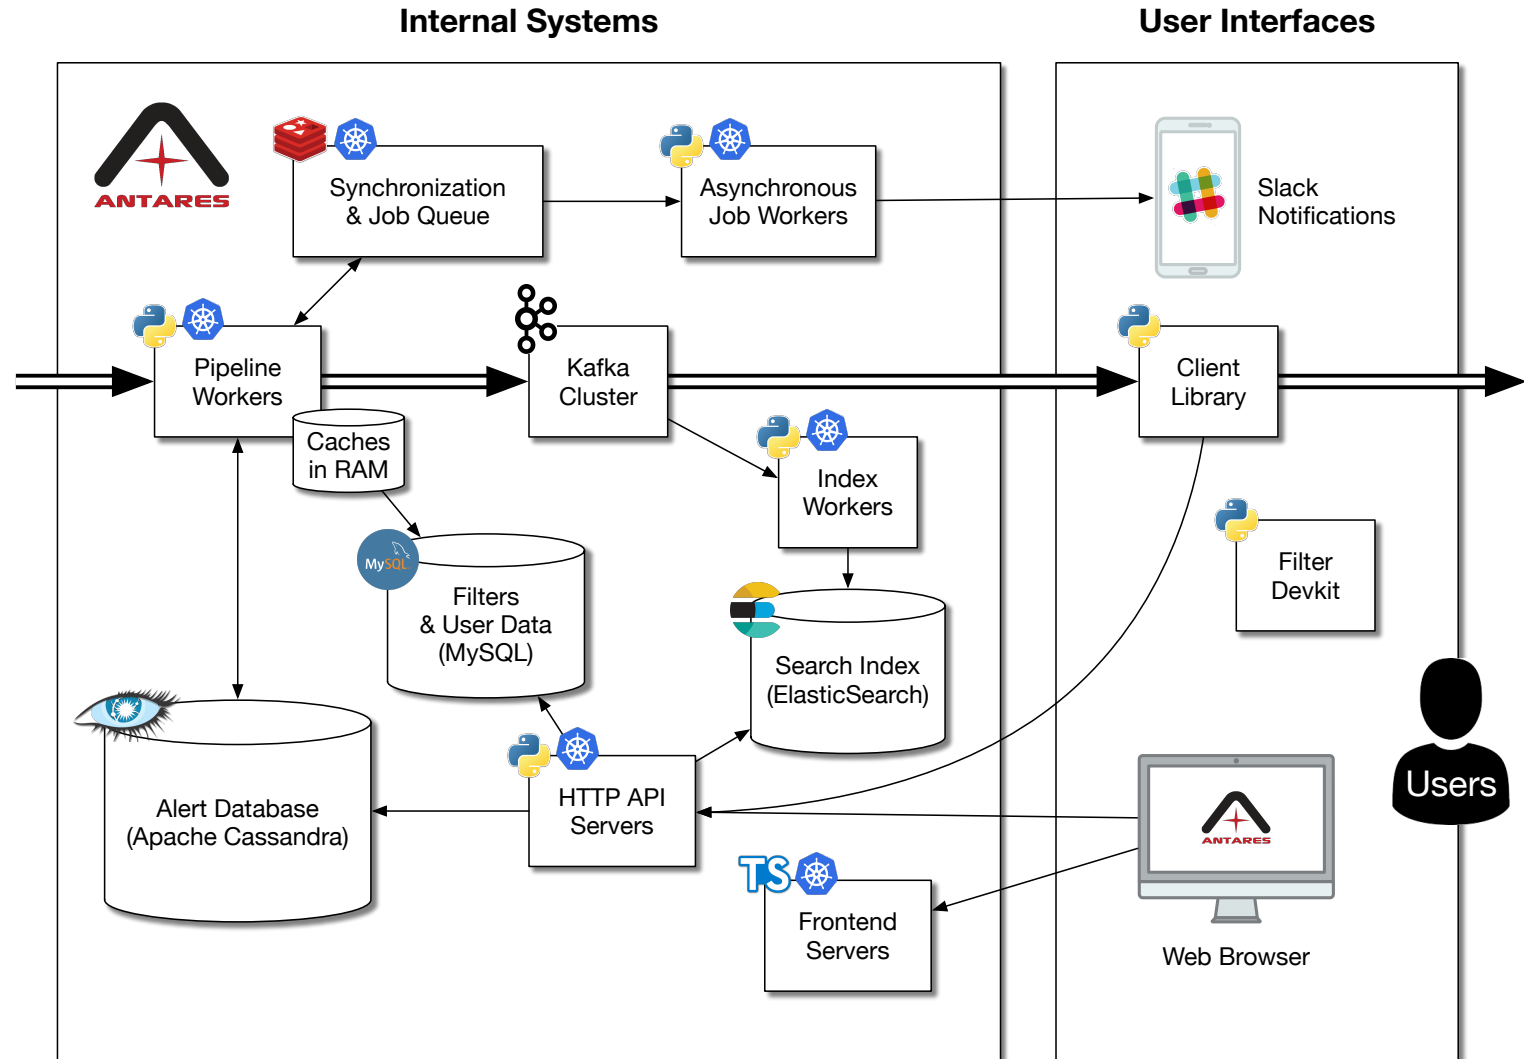 Internal Systems
User Interfaces
ANTARES
Synchronization
& Job Queue
Asynchronous
Job Workers
Slack
Notifications
Pipeline
Workers
Kafka
Cluster
Client
Library
Caches
in RAM
Index
Workers
MySQL
Filters
& User Data
(MySQL)
Filter
Devkit
Search Index
(ElasticSearch)
Alert Database
(Apache Cassandra)
HTTP API
Servers
ANTARES
Users
TS
Frontend
Servers
Web Browser